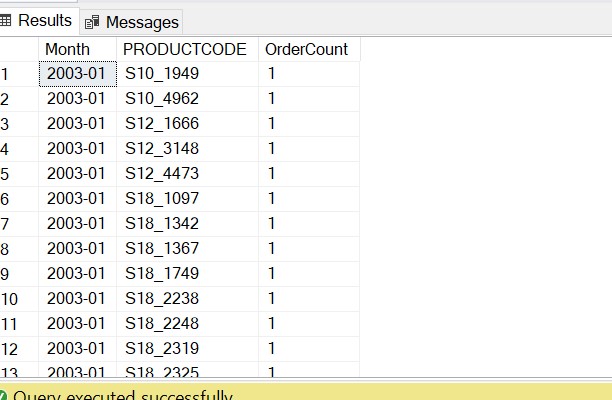 Results Messages
Month PRODUCTCODE OrderCount
1 2003-01 S10_1949 1
2 2003-01 S10_4962 1
3 2003-01 S12_1666 1
4 2003-01 S12_3148 1
5 2003-01 S12_4473 1
6 2003-01 S18_1097 1
7 2003-01 S18_1342 1
8 2003-01 S18_1367 1
9 2003-01 S18_1749 1
10 2003-01 S18_2238 1
11 2003-01 S18_2248 1
12 2003-01 S18_2319 1
13 2003-01 S18_2325 1
Query executed successfully